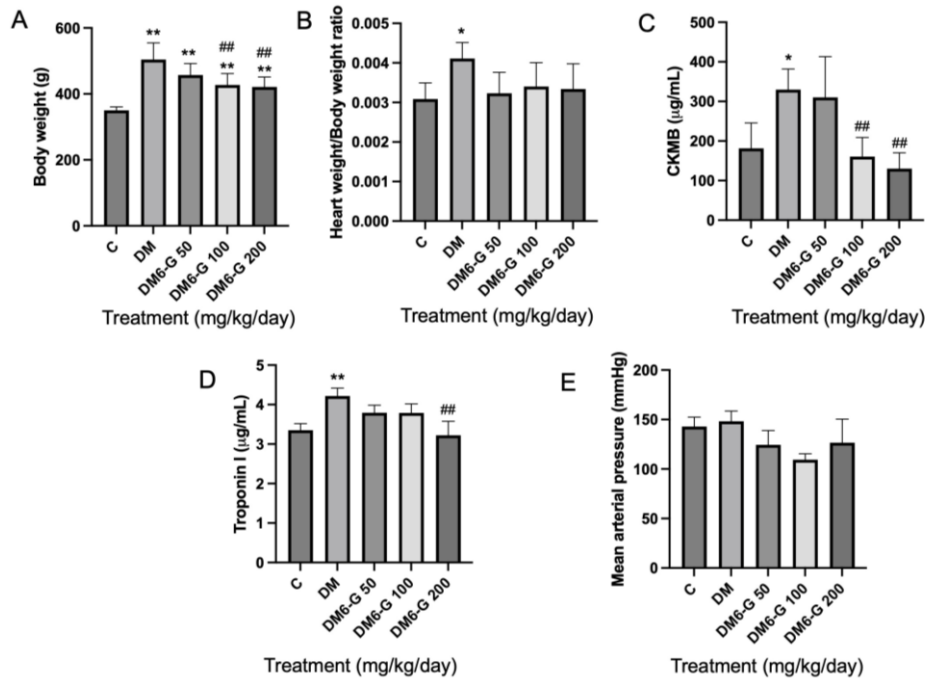 A
Body weight (g)
600
400
200
0
**
**
##
**
##
**
C
DM
DM6-G 50
DM6-G 100
DM6-G 200
Treatment (mg/kg/day)
B
Heart weight/Body weight ratio
0.005
0.004
0.003
0.002
0.001
0.000
*
C
DM
DM6-G 50
DM6-G 100
DM6-G 200
Treatment (mg/kg/day)
C
CKMB (μg/mL)
500
400
300
200
100
0
*
##
##
C
DM
DM6-G 50
DM6-G 100
DM6-G 200
Treatment (mg/kg/day)
D
Troponin I (μg/mL)
5
4
3
2
1
0
**
##
C
DM
DM6-G 50
DM6-G 100
DM6-G 200
Treatment (mg/kg/day)
E
Mean arterial pressure (mmHg)
200
150
100
50
0
C
DM
DM6-G 50
DM6-G 100
DM6-G 200
Treatment (mg/kg/day)